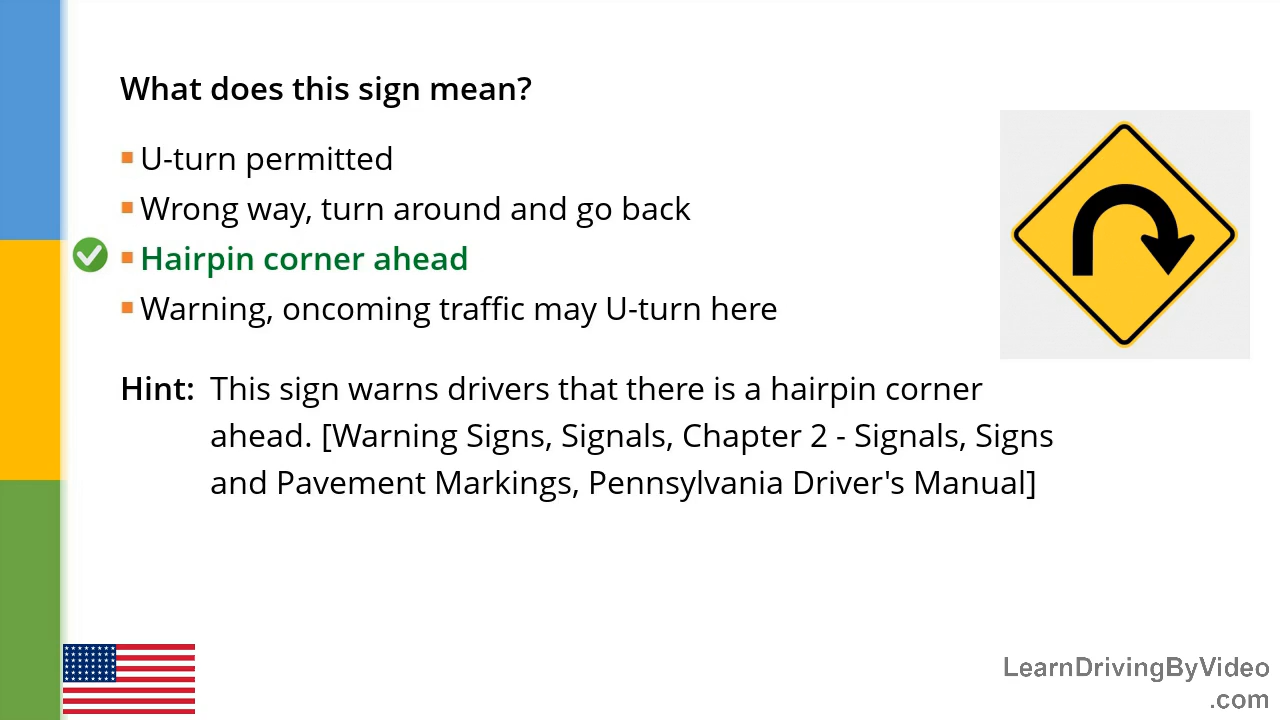 What does this sign mean?
U-turn permitted
Wrong way, turn around and go back
Hairpin corner ahead
Warning, oncoming traffic may U-turn here
Hint: This sign warns drivers that there is a hairpin corner
ahead. [Warning Signs, Signals, Chapter 2 - Signals, Signs
and Pavement Markings, Pennsylvania Driver's Manual]
LearnDrivingByVideo
.com